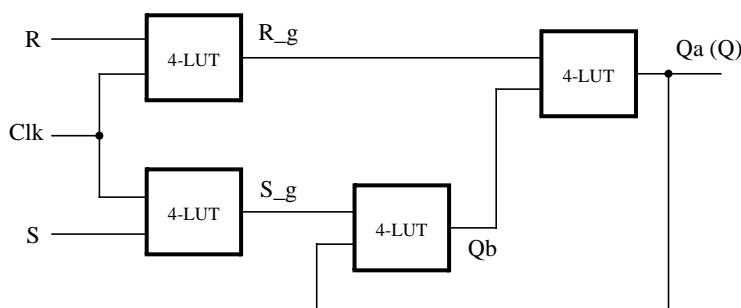 R
4-LUT
R_g
4-LUT
Qa (Q)
Clk
4-LUT
S_g
4-LUT
S
Qb